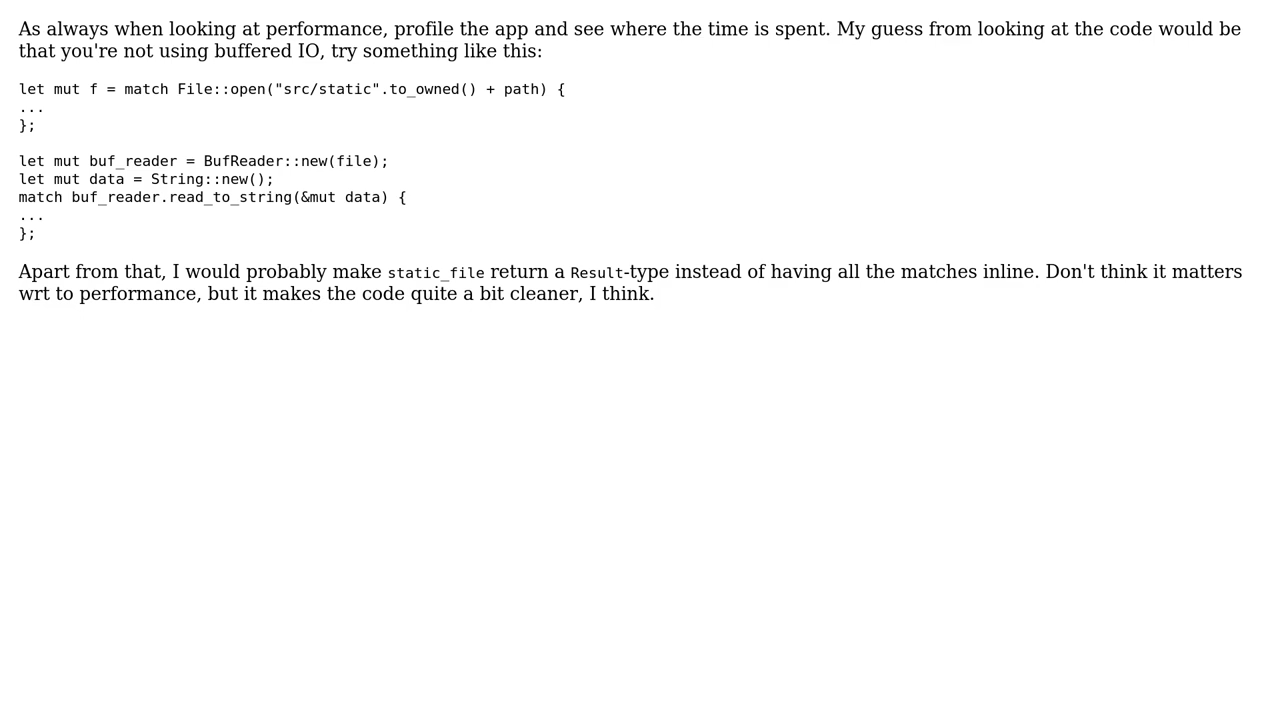 As always when looking at performance, profile the app and see where the time is spent. My guess from looking at the code would be
that you're not using buffered IO, try something like this:
let mut f = match File::open("src/static".to_owned() + path) {
...
};
let mut buf_reader = BufReader::new(file);
let mut data = String::new();
match buf_reader.read_to_string(&mut data) {
...
};
Apart from that, I would probably make static_file return a Result-type instead of having all the matches inline. Don't think it matters
wrt to performance, but it makes the code quite a bit cleaner, I think.